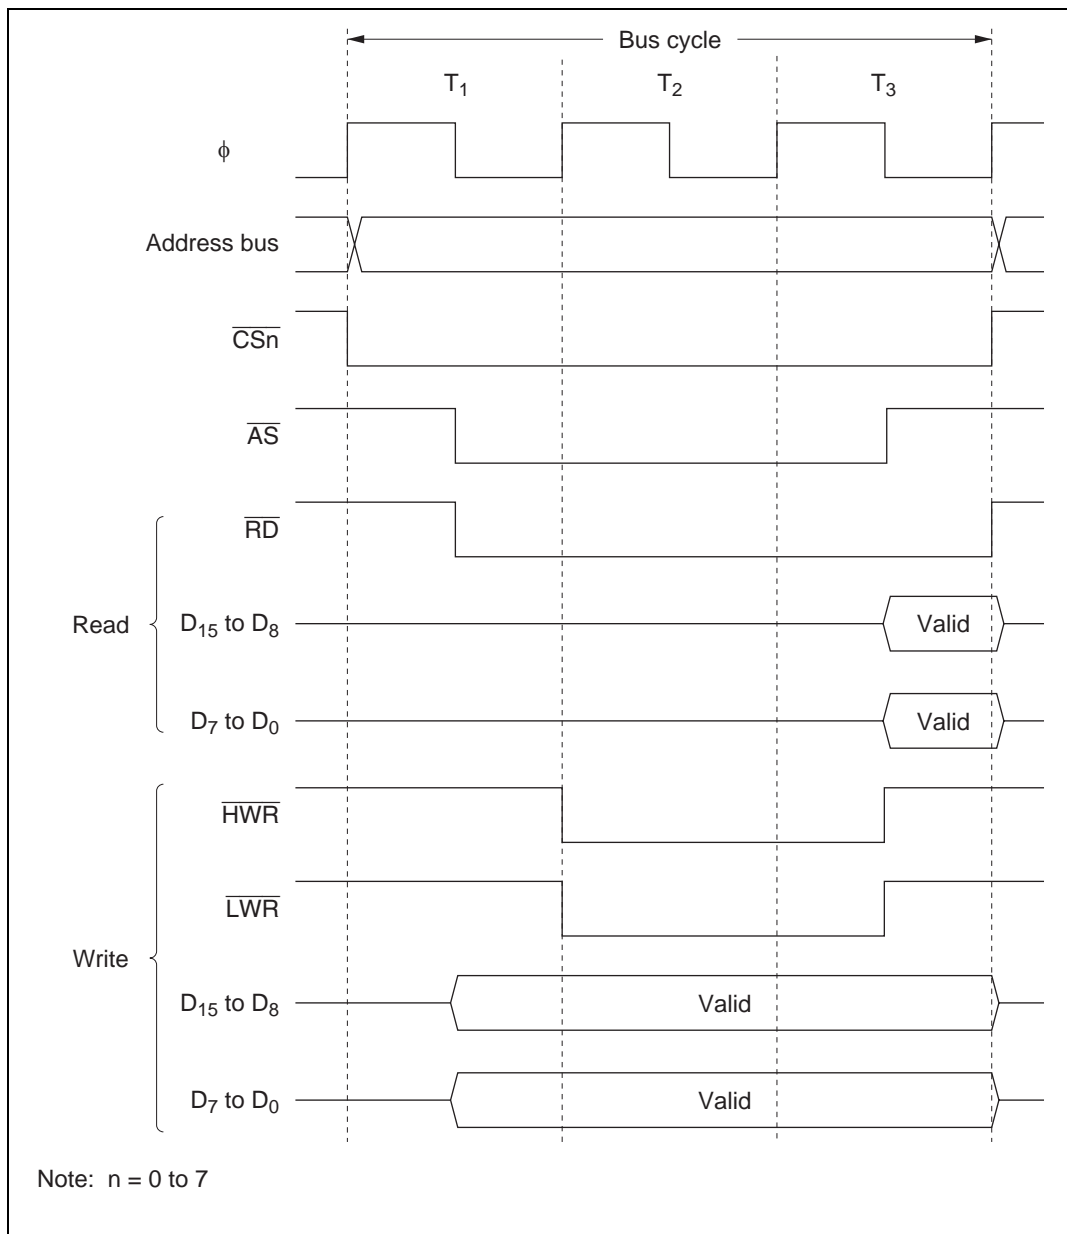 Bus cycle
T1 T2 T3
ϕ
Address bus
CSn
AS
RD
Read
D15 to D8 Valid
D7 to D0 Valid
HWR
LWR
Write
D15 to D8 Valid
D7 to D0 Valid
Note: n = 0 to 7